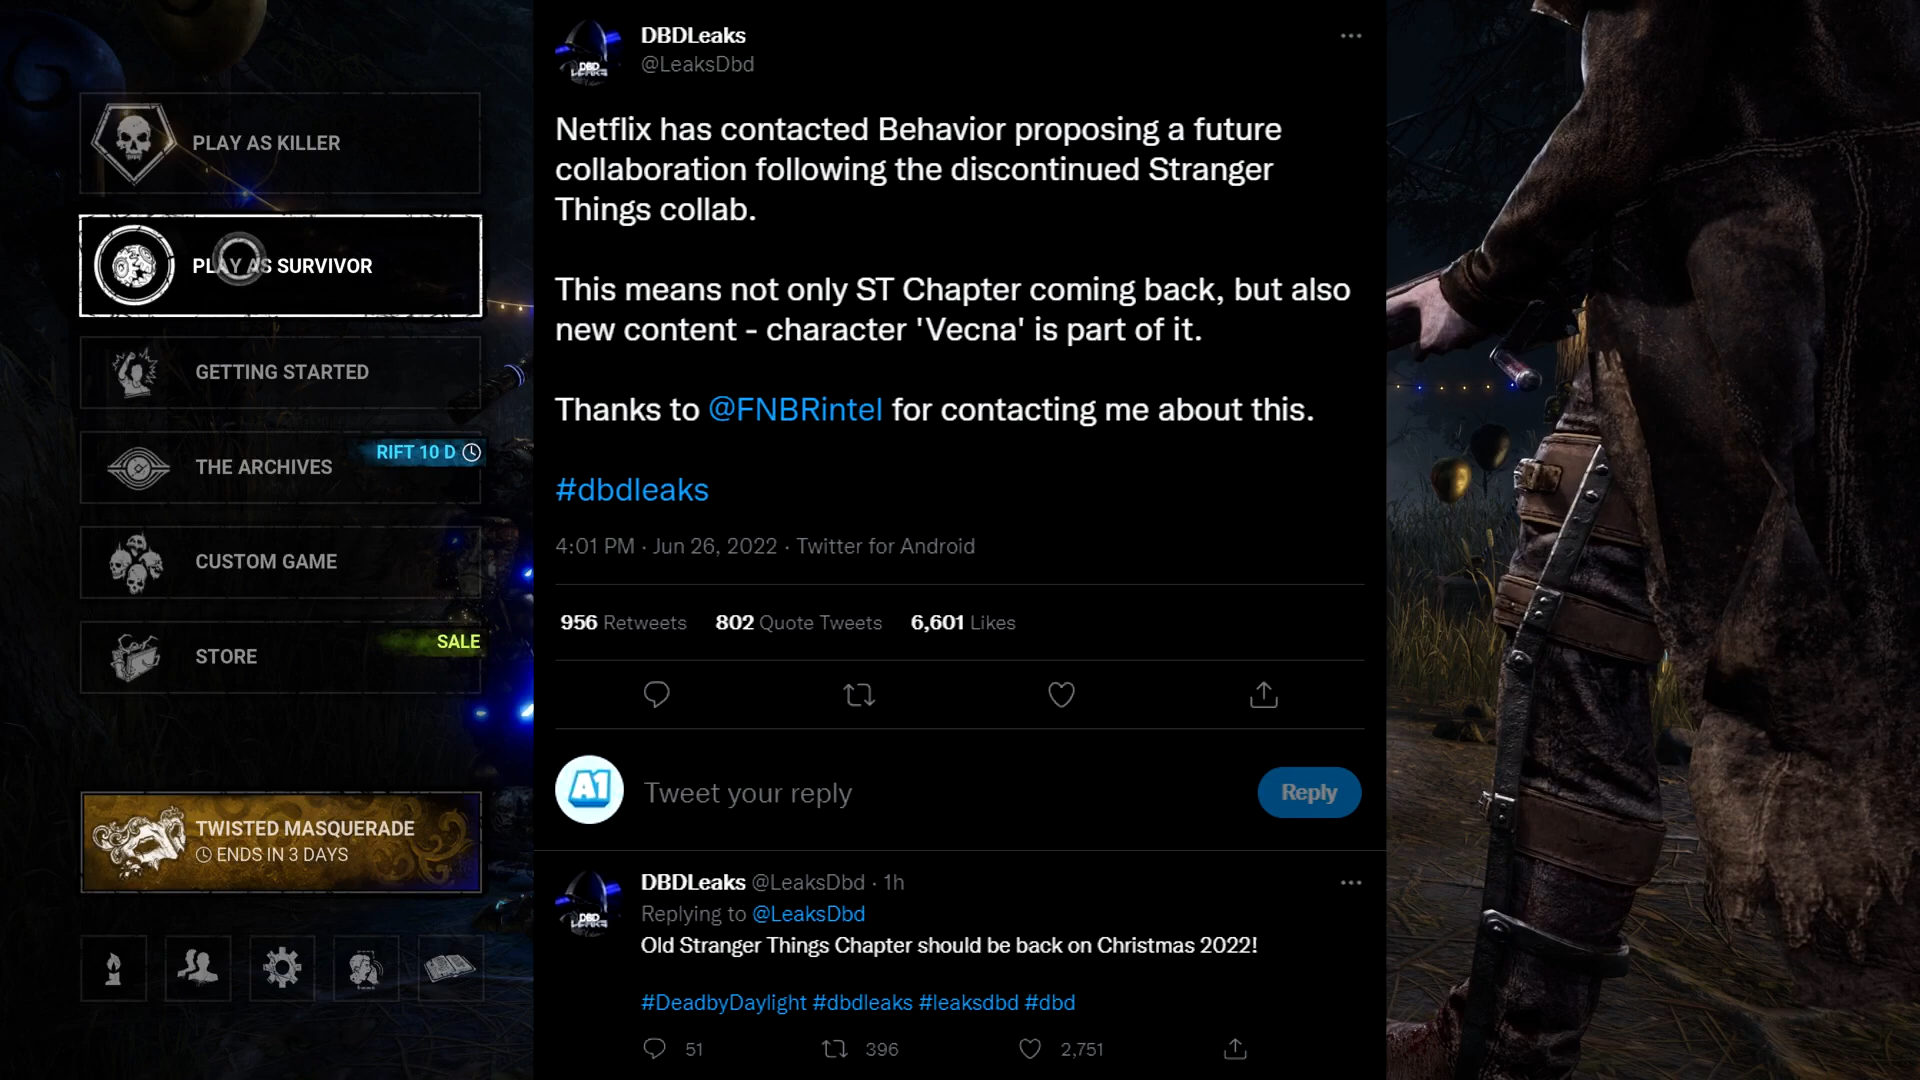 PLAY AS KILLER
PLAY AS SURVIVOR
GETTING STARTED
THE ARCHIVES
RIFT 10 D
CUSTOM GAME
STORE
SALE
TWISTED MASQUERADE
ENDS IN 3 DAYS
DBD LEAKS
DBDLeaks
@LeaksDbd
Netflix has contacted Behavior proposing a future
collaboration following the discontinued Stranger
Things collab.
This means not only ST Chapter coming back, but also
new content - character 'Vecna' is part of it.
Thanks to @FNBRintel for contacting me about this.
#dbdleaks
4:01 PM · Jun 26, 2022 · Twitter for Android
956 Retweets 802 Quote Tweets 6,601 Likes
A1
Tweet your reply
Reply
DBD LEAKS
DBDLeaks @LeaksDbd · 1h
Replying to @LeaksDbd
Old Stranger Things Chapter should be back on Christmas 2022!
#DeadbyDaylight #dbdleaks #leaksdbd #dbd
51 396 2,751